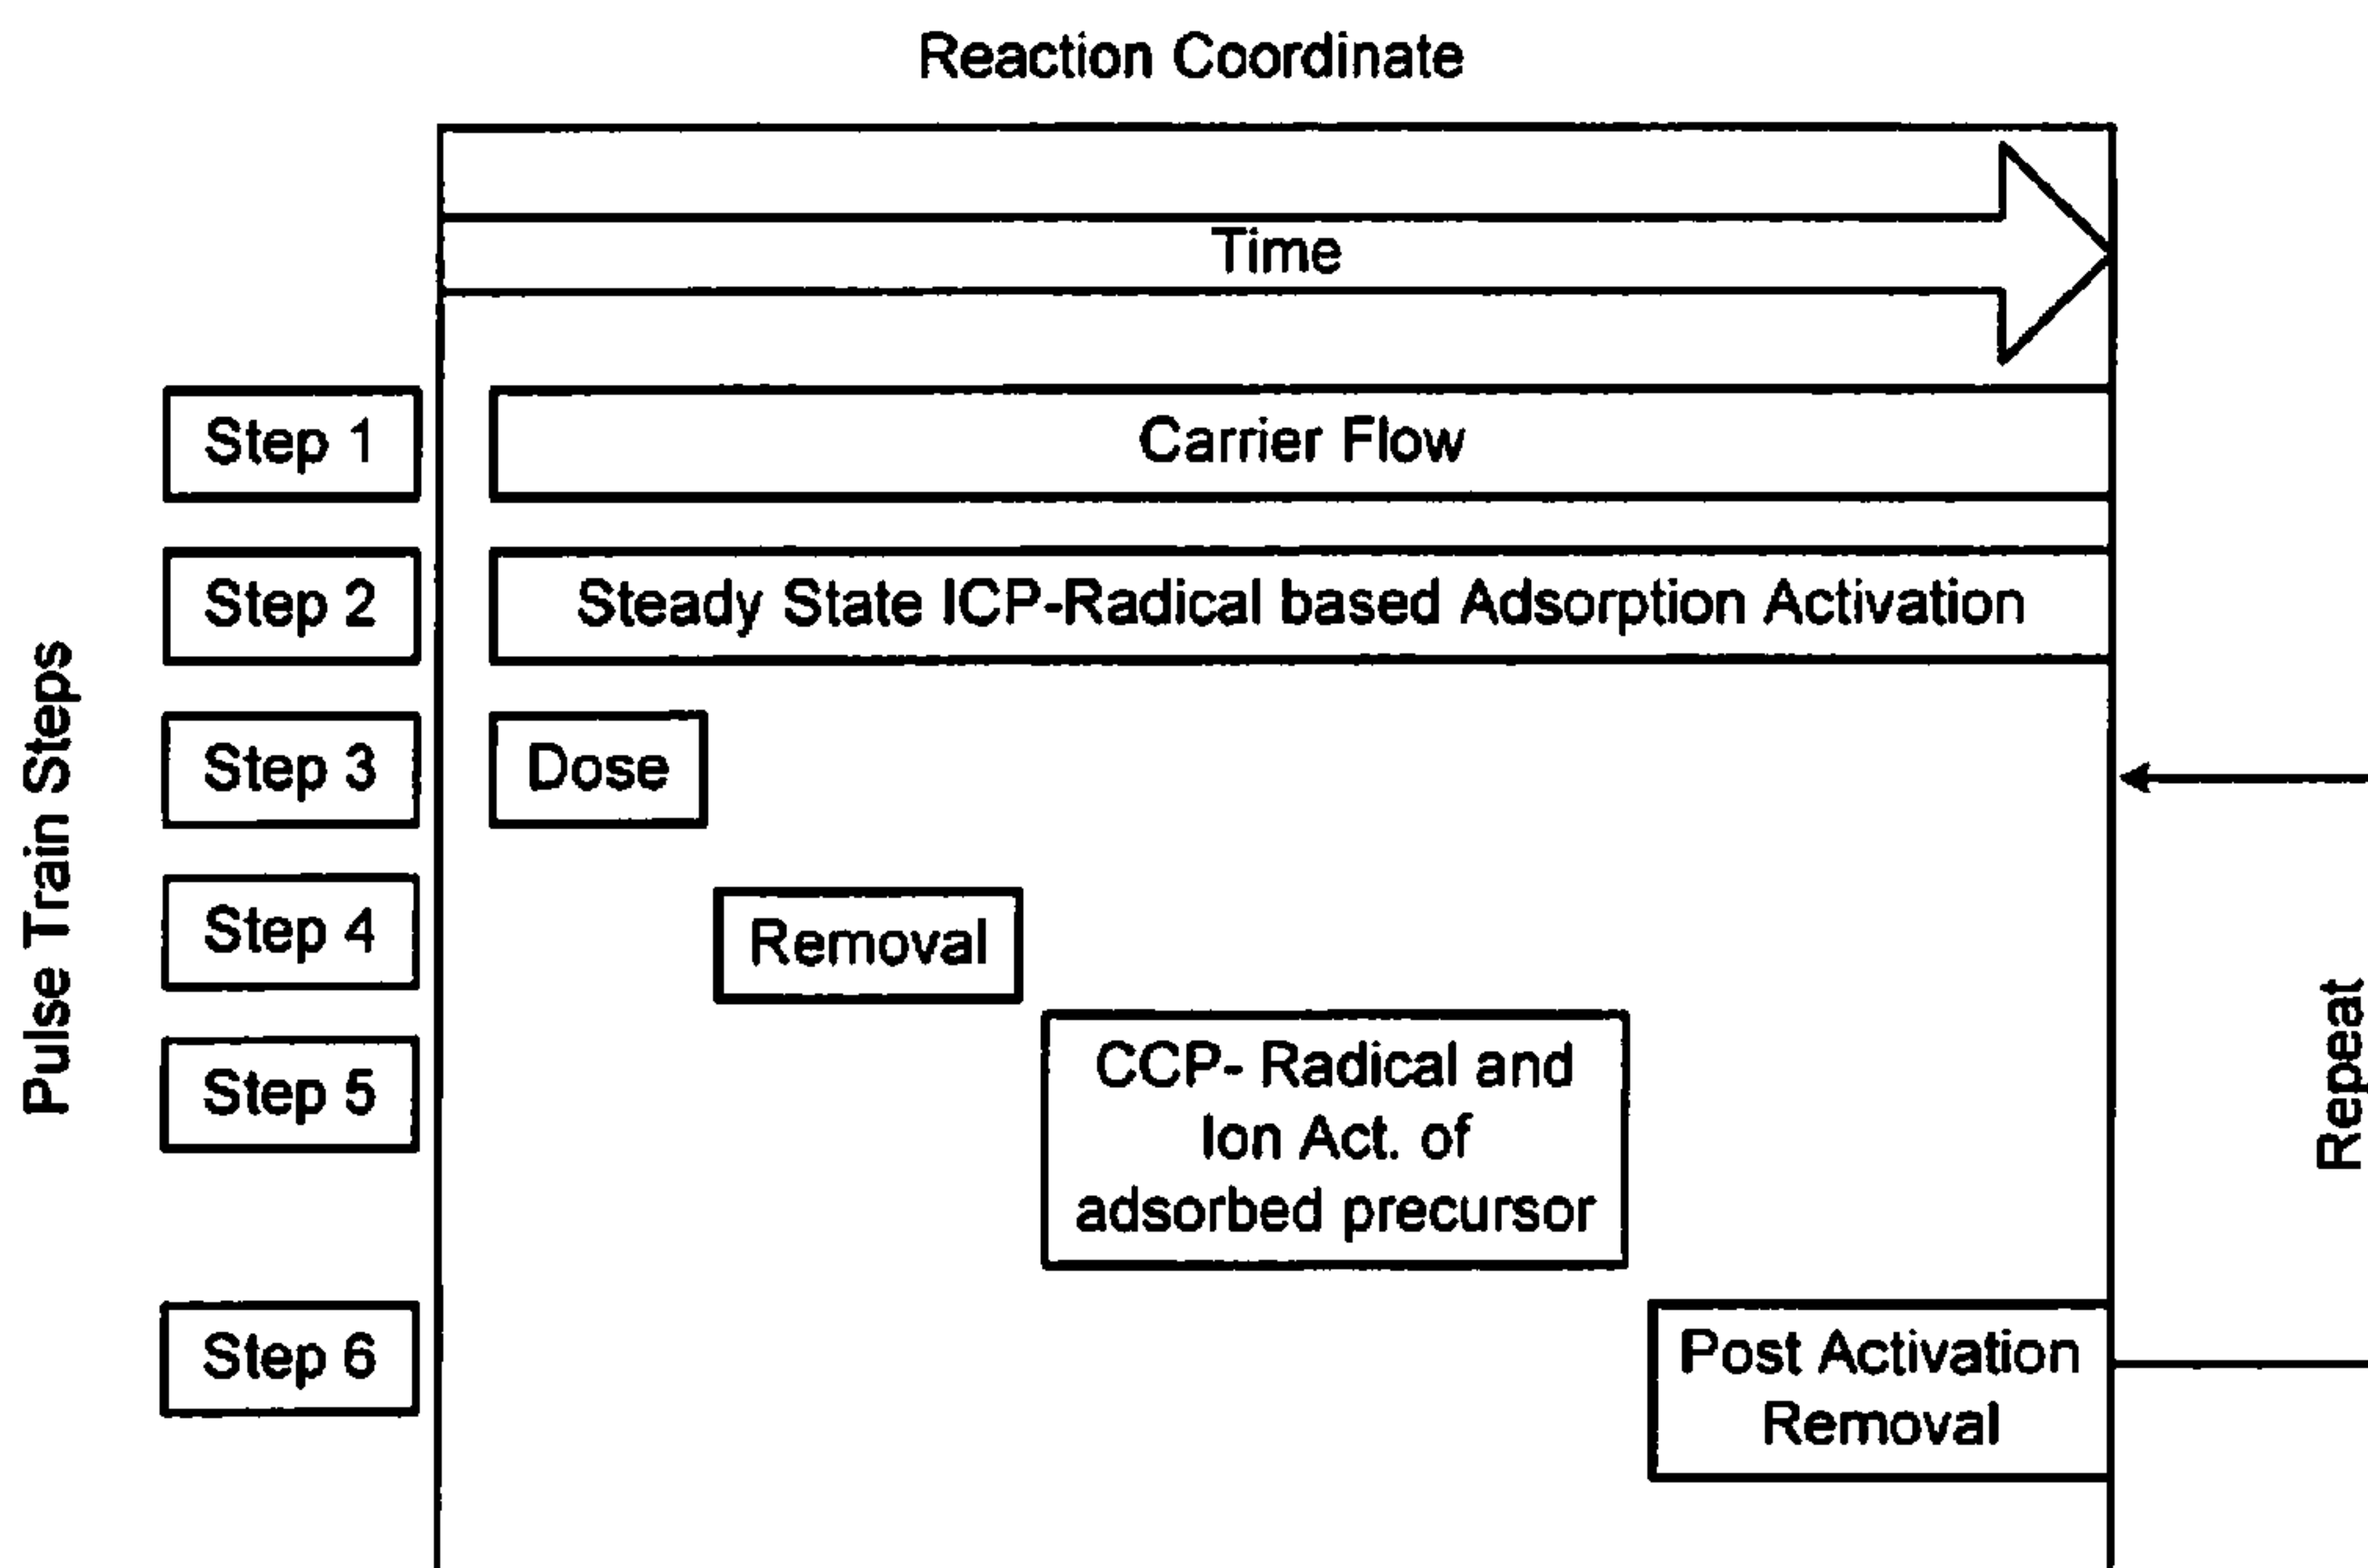 Reaction Coordinate
Time
Step 1
Carrier Flow
Step 2
Steady State ICP-Radical based Adsorption Activation
Pulse Train Steps
Step 3
Dose
Step 4
Removal
Step 5
CCP- Radical and
Ion Act. of
adsorbed precursor
Repeat
Step 6
Post Activation
Removal